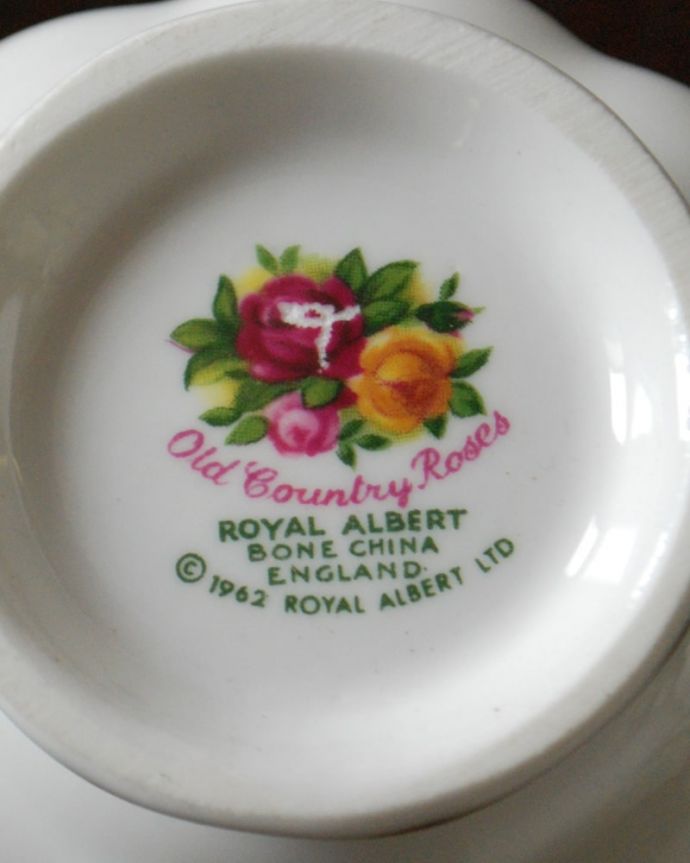 Old Country Roses
ROYAL ALBERT
BONE CHINA
ENGLAND.
© 1962 ROYAL ALBERT LTD